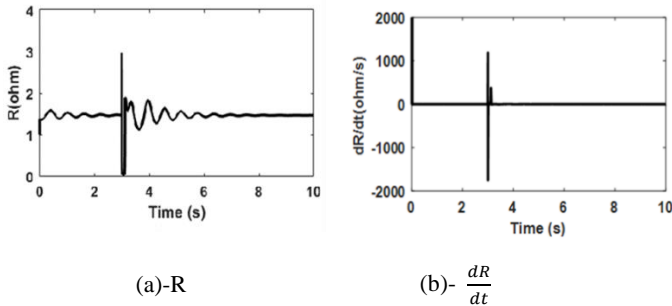 4
3
2
1
0
R(ohm)
0 2 4 6 8 10
Time (s)
2000
1000
0
-1000
-2000
dR/dt(ohm/s)
0 2 4 6 8 10
Time (s)
(a)-R
(b)- dR/dt